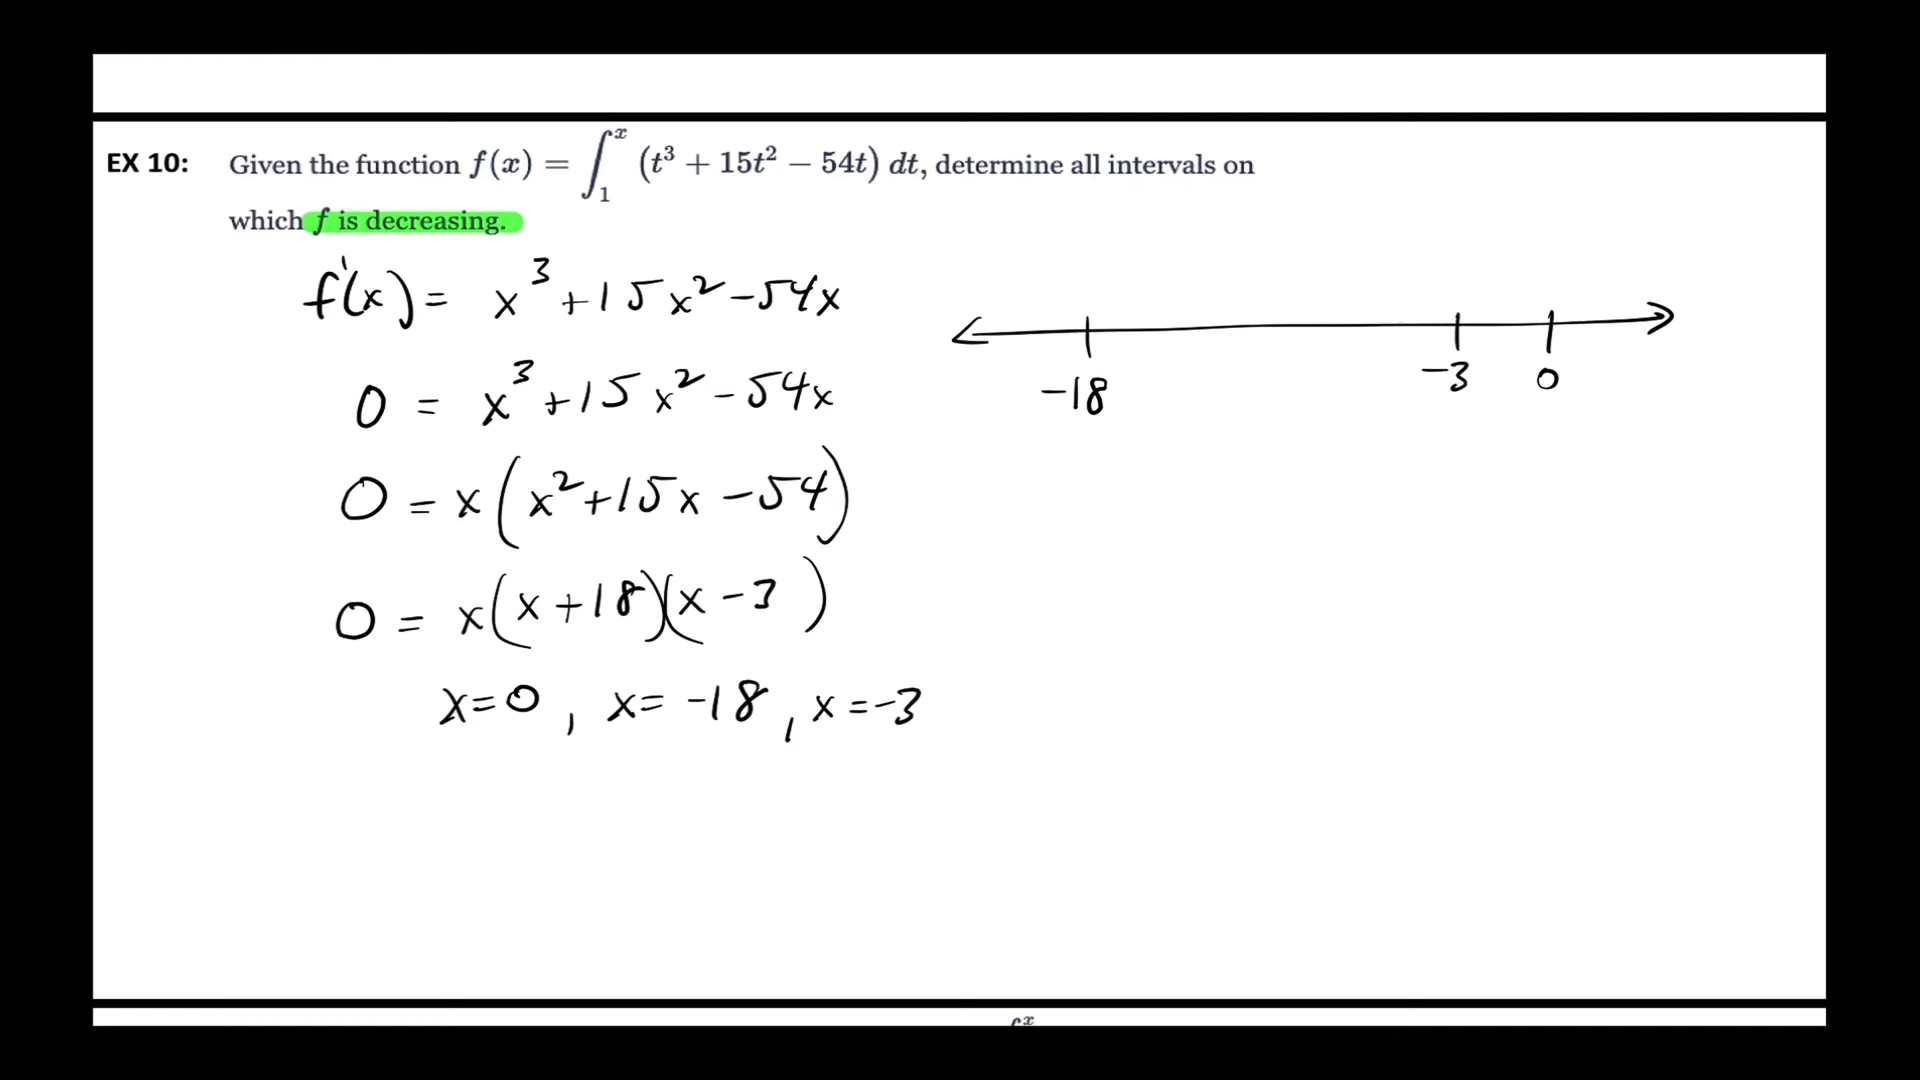 EX 10: Given the function f(x) = ∫₁ˣ (t³ + 15t² − 54t) dt, determine all intervals on
which f is decreasing.
f'(x) = x³ + 15x² − 54x
0 = x³ + 15x² − 54x
0 = x(x² + 15x − 54)
0 = x(x + 18)(x − 3)
x = 0, x = −18, x = −3
−18 −3 0